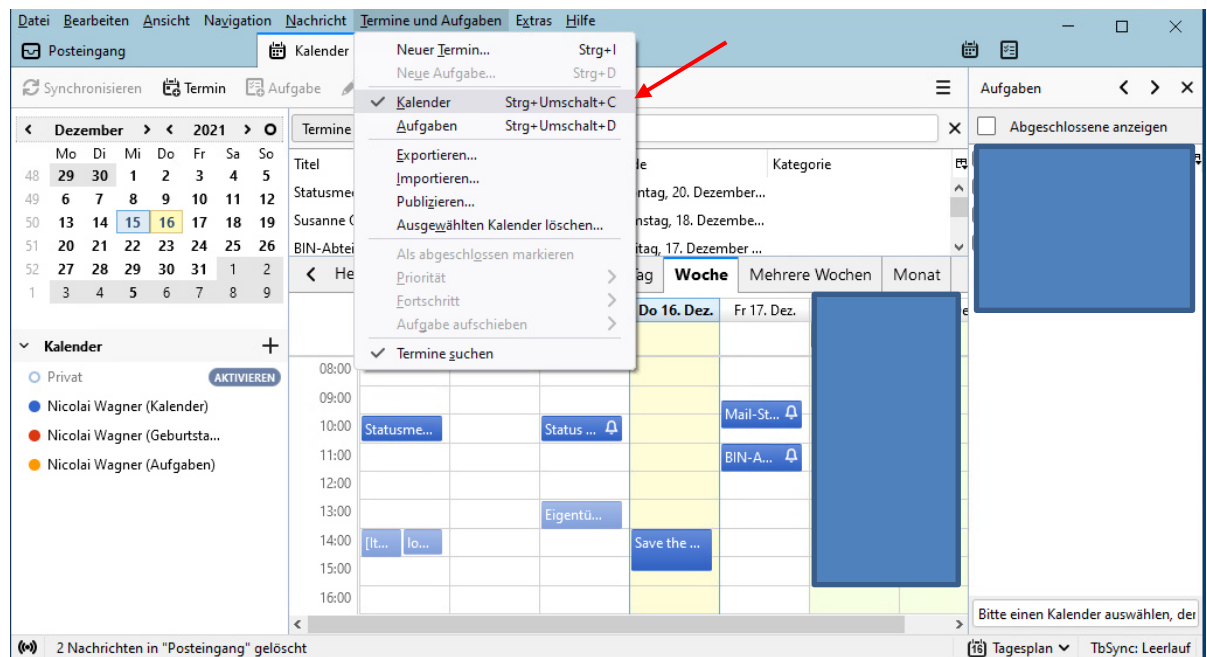 Datei Bearbeiten Ansicht Navigation Nachricht Termine und Aufgaben Extras Hilfe
Posteingang
Kalender
Synchronisieren Termin Aufgabe
Neuer Termin... Strg+I
Neue Aufgabe... Strg+D
Kalender Strg+Umschalt+C
Aufgaben Strg+Umschalt+D
Exportieren...
Importieren...
Publizieren...
Ausgewählten Kalender löschen...
Als abgeschlossen markieren
Priorität
Fortschritt
Aufgabe aufschieben
Termine suchen
Dezember 2021
Mo Di Mi Do Fr Sa So
48 29 30 1 2 3 4 5
49 6 7 8 9 10 11 12
50 13 14 15 16 17 18 19
51 20 21 22 23 24 25 26
52 27 28 29 30 31 1 2
1 3 4 5 6 7 8 9
Kalender
Privat AKTIVIEREN
Nicolai Wagner (Kalender)
Nicolai Wagner (Geburtsta...
Nicolai Wagner (Aufgaben)
Termine
Titel Kategorie
20. Dezember...
18. Dezembe...
BIN-Abtei 17. Dezember ...
Woche Mehrere Wochen Monat
Do 16. Dez. Fr 17. Dez.
08:00
09:00
10:00
11:00
12:00
13:00
14:00
15:00
16:00
Statusme...
Status ...
Mail-St...
BIN-A...
Eigentü...
[It... Io...
Save the ...
Aufgaben
Abgeschlossene anzeigen
Bitte einen Kalender auswählen, der
2 Nachrichten in "Posteingang" gelöscht
16 Tagesplan TbSync: Leerlauf